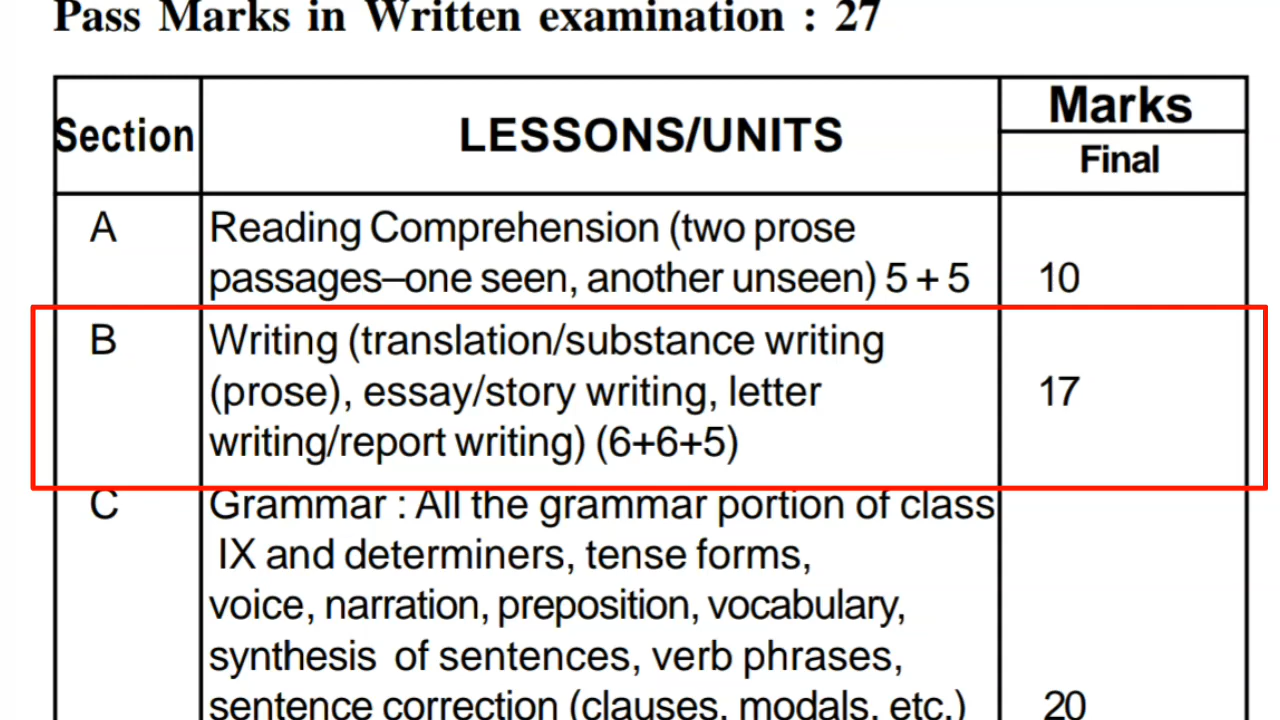 Pass Marks in Written examination : 27
Section LESSONS/UNITS Marks
Final
A Reading Comprehension (two prose
passages–one seen, another unseen) 5 + 5 10
B Writing (translation/substance writing
(prose), essay/story writing, letter 17
writing/report writing) (6+6+5)
C Grammar : All the grammar portion of class
IX and determiners, tense forms,
voice, narration, preposition, vocabulary,
synthesis of sentences, verb phrases,
sentence correction (clauses, modals, etc.) 20